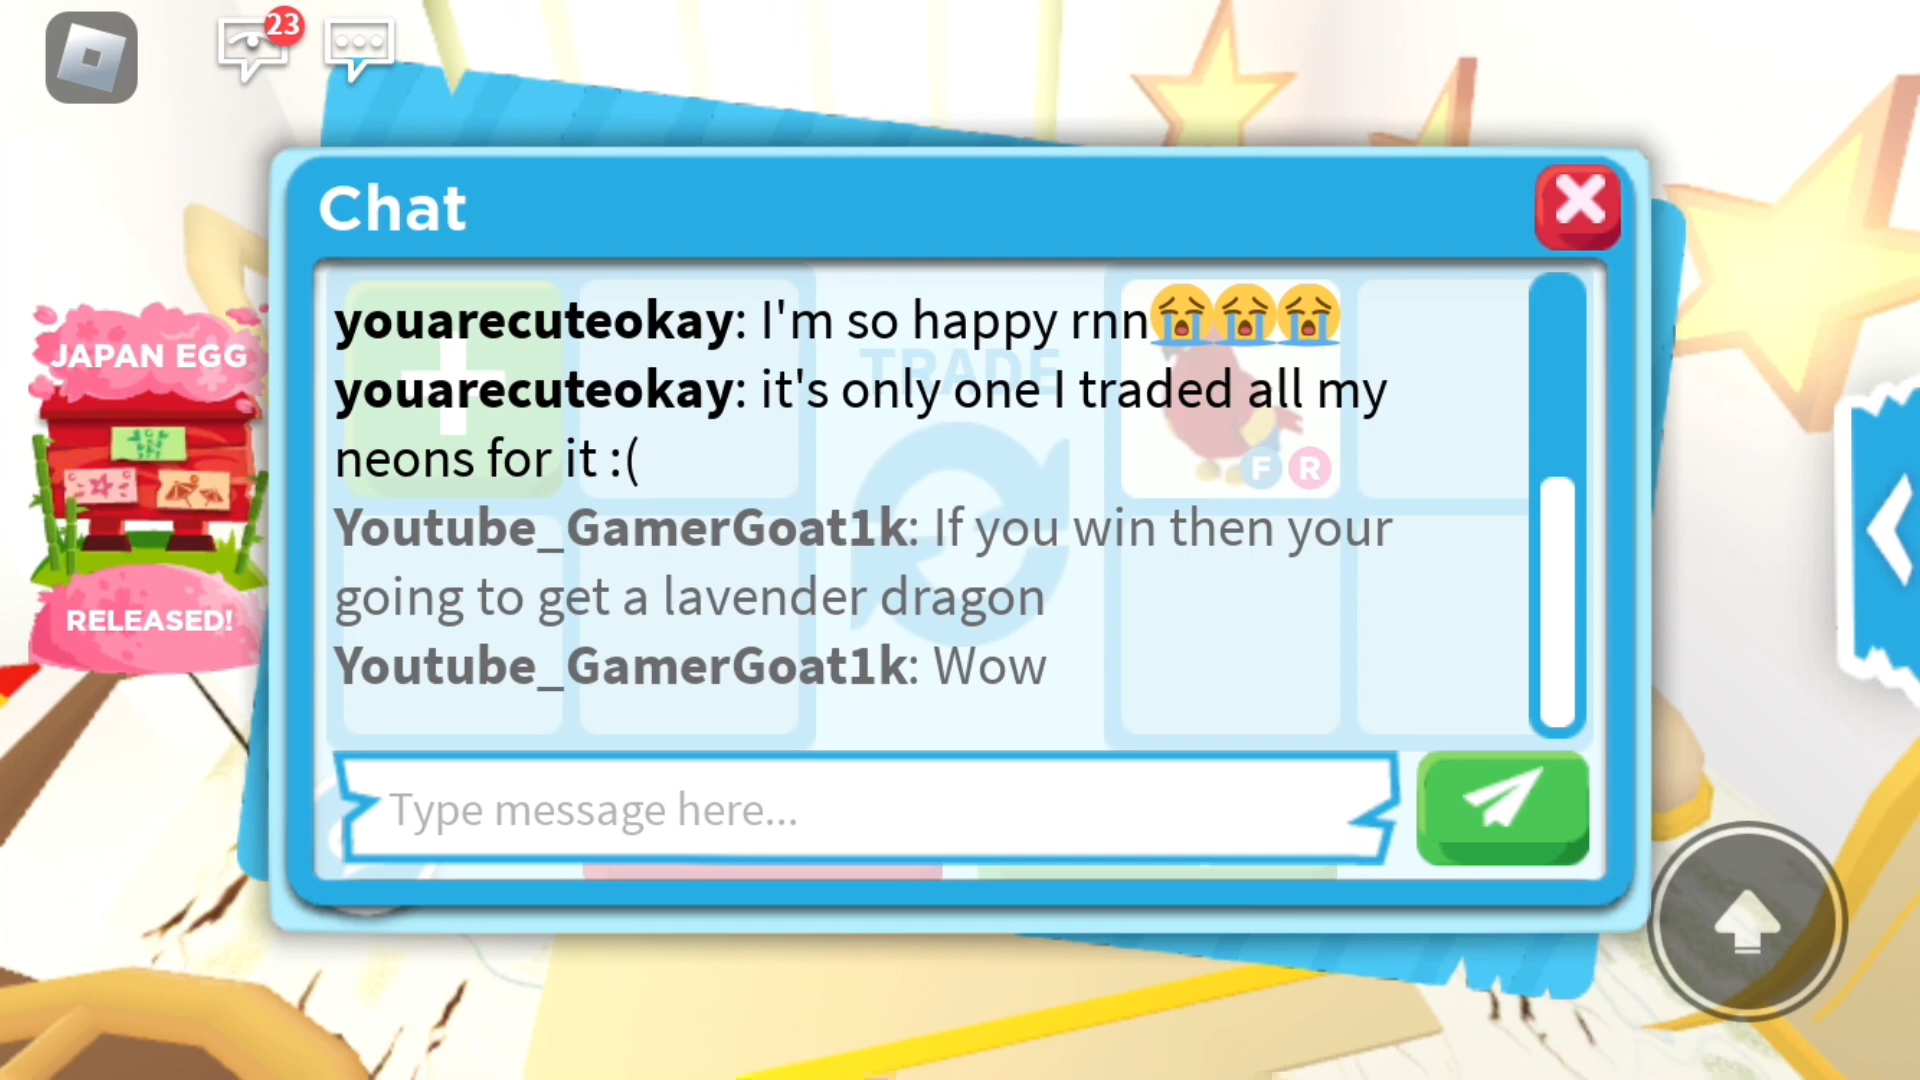 23
Chat
youarecuteokay: I'm so happy rnn😭😭😭
TRADE
youarecuteokay: it's only one I traded all my
neons for it :(
F R
Youtube_GamerGoat1k: If you win then your
going to get a lavender dragon
Youtube_GamerGoat1k: Wow
Type message here...
JAPAN EGG
RELEASED!